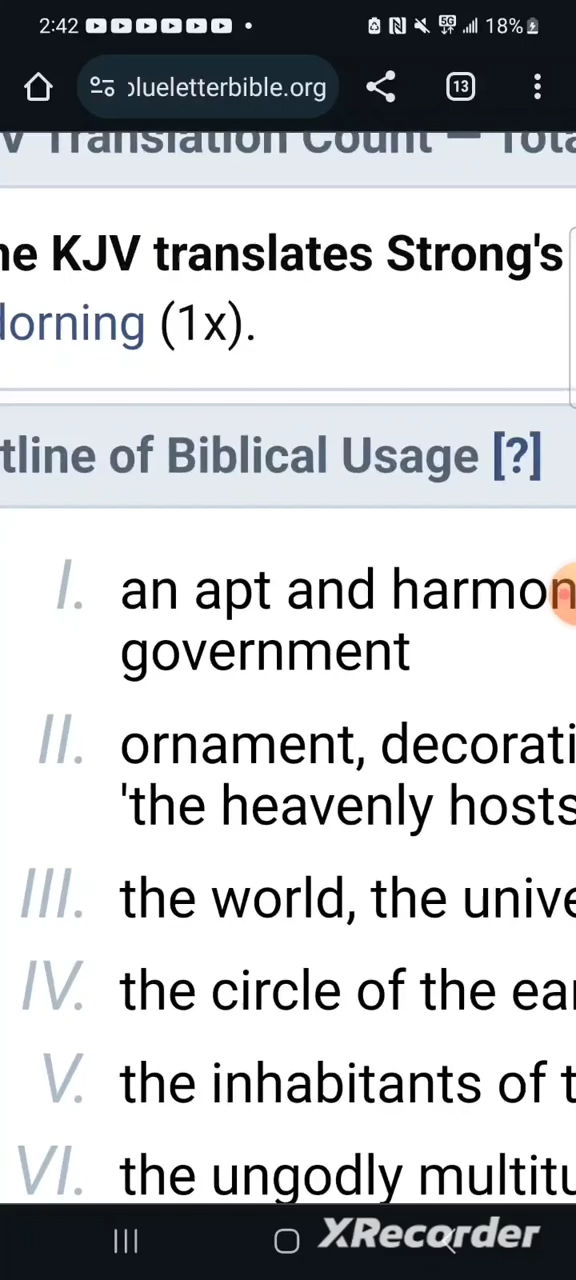 2:42
5G 18%
blueletterbible.org
13
V Translation Count — Tota
he KJV translates Strong's
dorning (1x).
tline of Biblical Usage [?]
I. an apt and harmon
government
II. ornament, decorati
'the heavenly hosts
III. the world, the unive
IV. the circle of the ear
V. the inhabitants of t
VI. the ungodly multitu
XRecorder